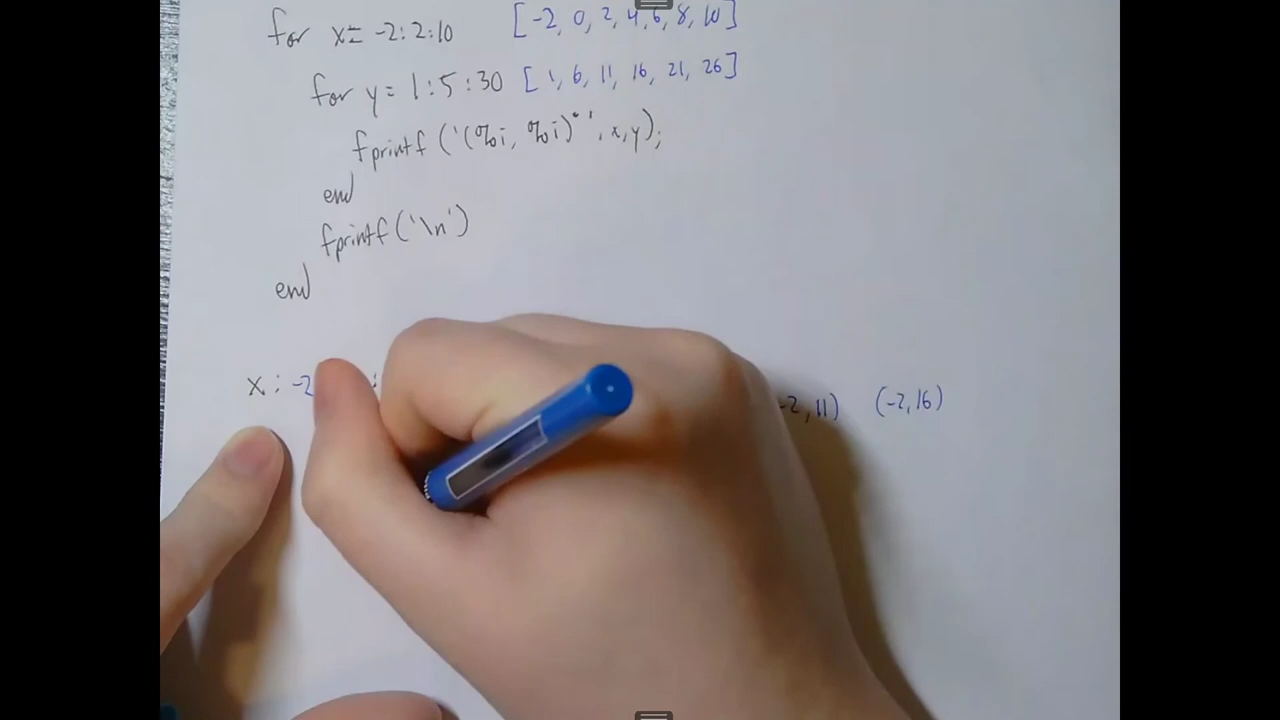 for x= -2:2:10 [-2, 0, 2, 4, 6, 8, 10]
for y= 1:5:30 [1, 6, 11, 16, 21, 26]
fprintf ('(%i, %i)"', x,y);
end
fprintf('\n')
end
x: -2 : -2, 11) (-2, 16)